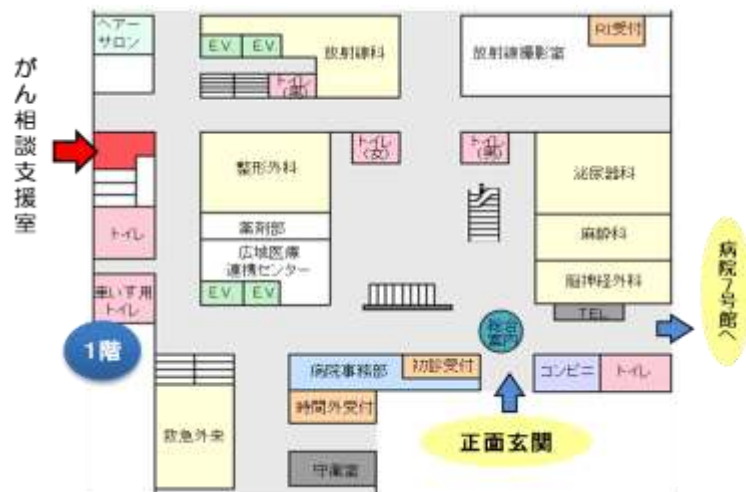 ヘアー
サロン
EV
EV
放射線科
放射線撮影室
RI受付
トイレ
(男)
がん相談支援室
整形外科
トイレ
(女)
トイレ
(男)
泌尿器科
薬剤部
麻酔科
トイレ
広域医療
連携センター
脳神経外科
病院7号館へ
EV
EV
車いす用
トイレ
TEL
総合
案内
1階
病院事務部
初診受付
コンビニ
トイレ
時間外受付
正面玄関
救急外来
守衛室